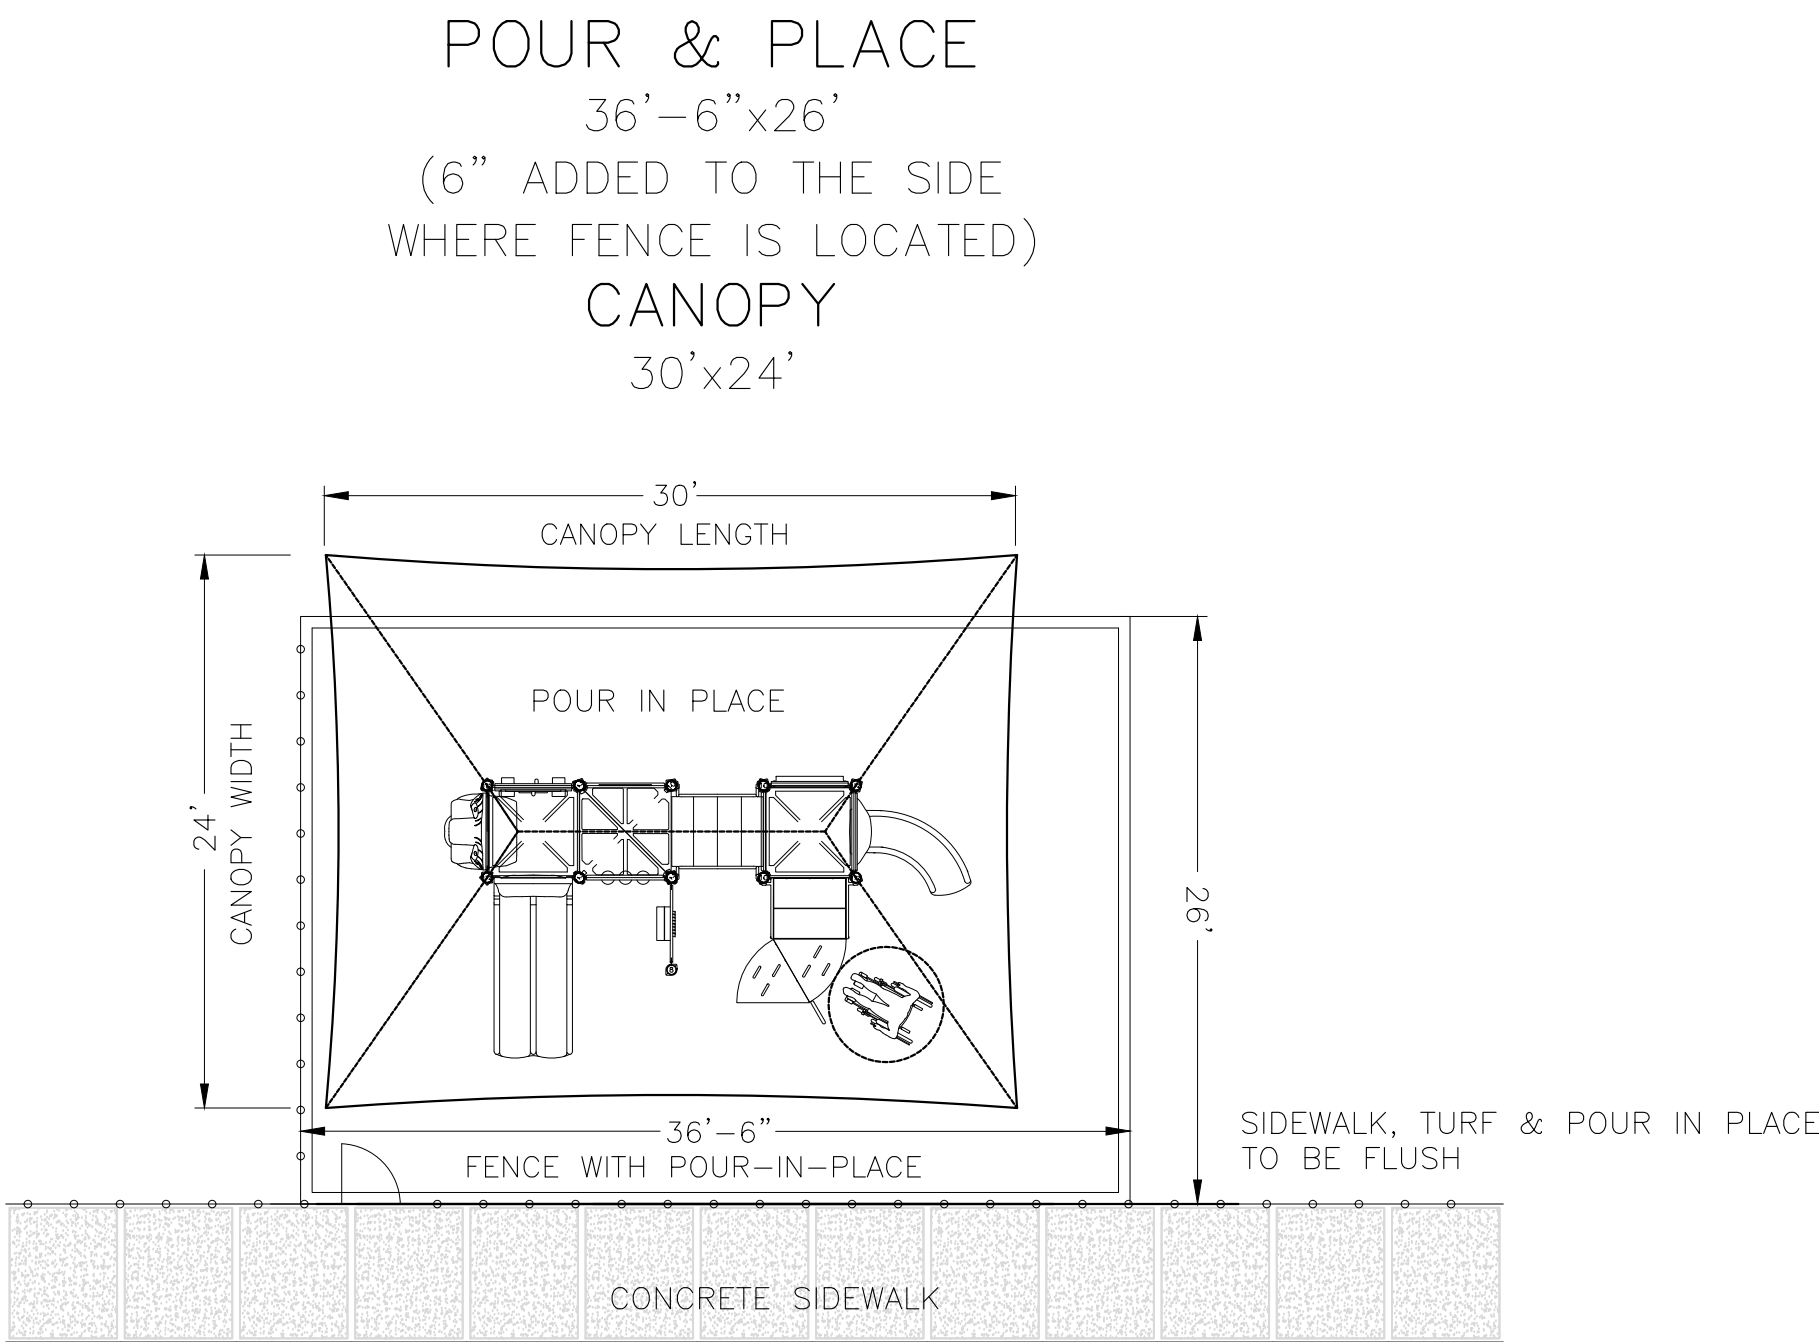 POUR & PLACE
36'-6"x26'
(6" ADDED TO THE SIDE
WHERE FENCE IS LOCATED)
CANOPY
30'x24'
30'
CANOPY LENGTH
POUR IN PLACE
24'
CANOPY WIDTH
26'
36'-6"
FENCE WITH POUR-IN-PLACE
SIDEWALK, TURF & POUR IN PLACE
TO BE FLUSH
CONCRETE SIDEWALK